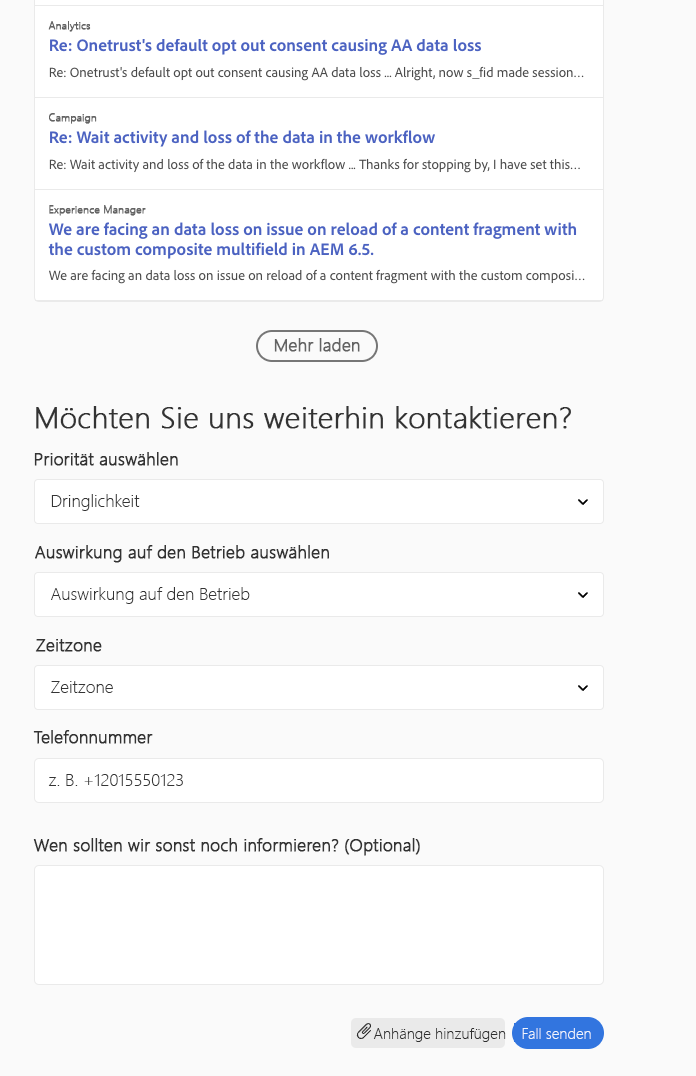 Analytics
Re: Onetrust's default opt out consent causing AA data loss
Re: Onetrust's default opt out consent causing AA data loss ... Alright, now s_fid made session...
Campaign
Re: Wait activity and loss of the data in the workflow
Re: Wait activity and loss of the data in the workflow ... Thanks for stopping by, I have set this...
Experience Manager
We are facing an data loss on issue on reload of a content fragment with
the custom composite multifield in AEM 6.5.
We are facing an data loss on issue on reload of a content fragment with the custom composi...
Mehr laden
Möchten Sie uns weiterhin kontaktieren?
Priorität auswählen
Dringlichkeit
Auswirkung auf den Betrieb auswählen
Auswirkung auf den Betrieb
Zeitzone
Zeitzone
Telefonnummer
z. B. +12015550123
Wen sollten wir sonst noch informieren? (Optional)
Anhänge hinzufügen
Fall senden